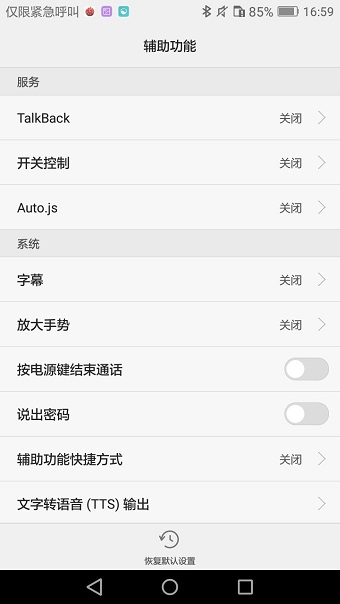 仅限紧急呼叫 85% 16:59
辅助功能
服务
TalkBack 关闭
开关控制 关闭
Auto.js 关闭
系统
字幕 关闭
放大手势 关闭
按电源键结束通话
说出密码
辅助功能快捷方式 关闭
文字转语音 (TTS) 输出
恢复默认设置